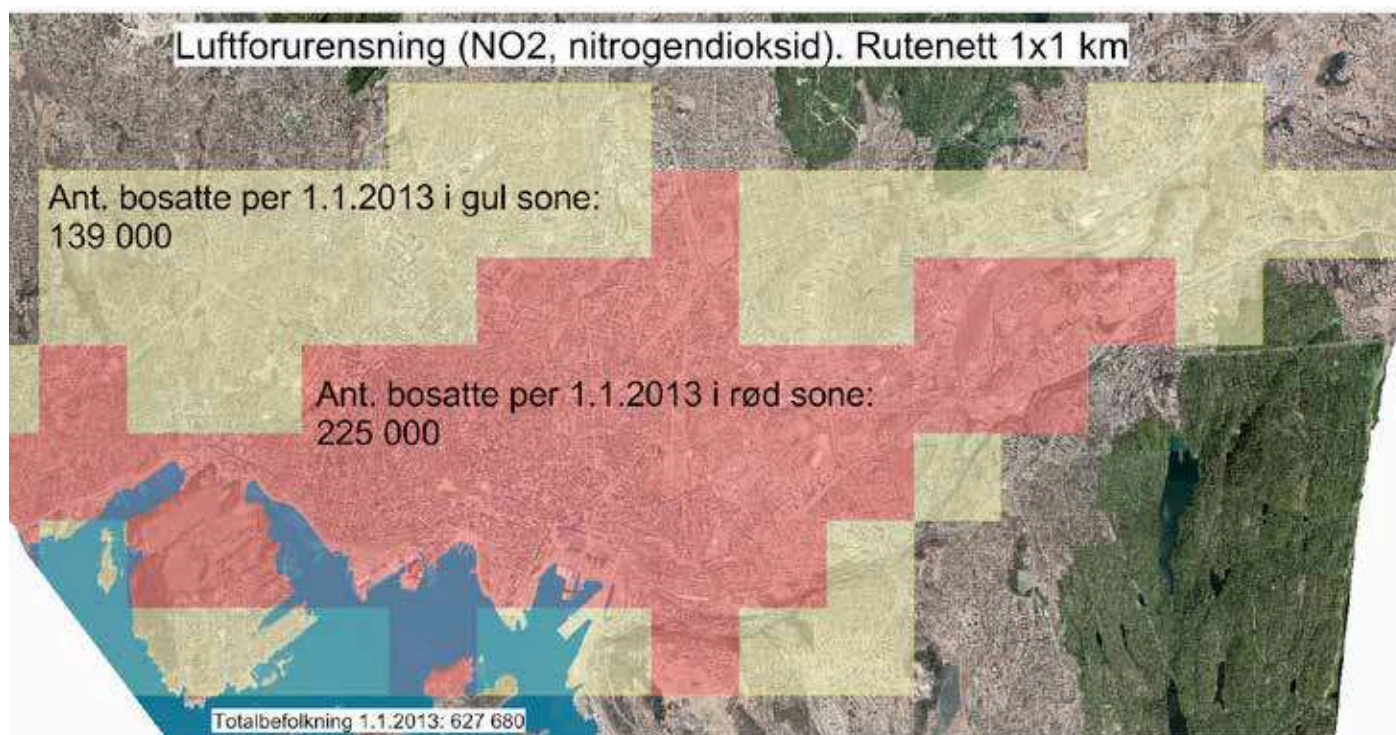 Luftforurensning (NO2, nitrogendioksid). Rutenett 1x1 km
Ant. bosatte per 1.1.2013 i gul sone:
139 000
Ant. bosatte per 1.1.2013 i rød sone:
225 000
Totalbefolkning 1.1.2013: 627 680